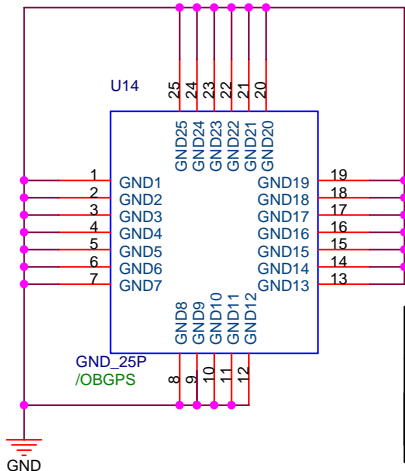 U14
25 24 23 22 21 20
GND25 GND24 GND23 GND22 GND21 GND20
1 GND1 GND19 19
2 GND2 GND18 18
3 GND3 GND17 17
4 GND4 GND16 16
5 GND5 GND15 15
6 GND6 GND14 14
7 GND7 GND13 13
GND8 GND9 GND10 GND11 GND12
8 9 10 11 12
GND_25P
/OBGPS
GND